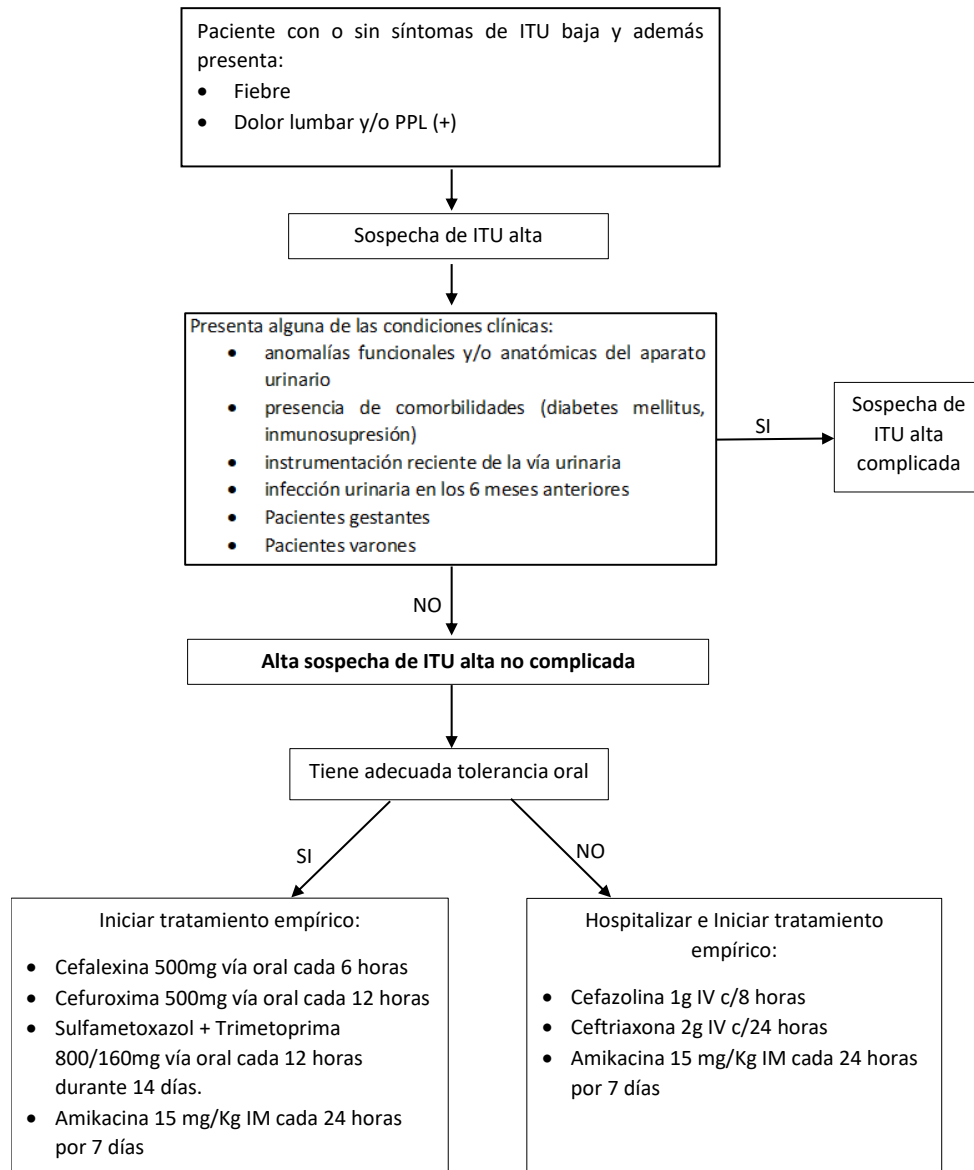 Paciente con o sin síntomas de ITU baja y además
presenta:
• Fiebre
• Dolor lumbar y/o PPL (+)
Sospecha de ITU alta
Presenta alguna de las condiciones clínicas:
• anomalías funcionales y/o anatómicas del aparato
urinario
• presencia de comorbilidades (diabetes mellitus,
inmunosupresión)
• instrumentación reciente de la vía urinaria
• infección urinaria en los 6 meses anteriores
• Pacientes gestantes
• Pacientes varones
SI
Sospecha de
ITU alta
complicada
NO
Alta sospecha de ITU alta no complicada
Tiene adecuada tolerancia oral
SI
NO
Iniciar tratamiento empírico:
• Cefalexina 500mg vía oral cada 6 horas
• Cefuroxima 500mg vía oral cada 12 horas
• Sulfametoxazol + Trimetoprima
800/160mg vía oral cada 12 horas
durante 14 días.
• Amikacina 15 mg/Kg IM cada 24 horas
por 7 días
Hospitalizar e Iniciar tratamiento
empírico:
• Cefazolina 1g IV c/8 horas
• Ceftriaxona 2g IV c/24 horas
• Amikacina 15 mg/Kg IM cada 24 horas
por 7 días